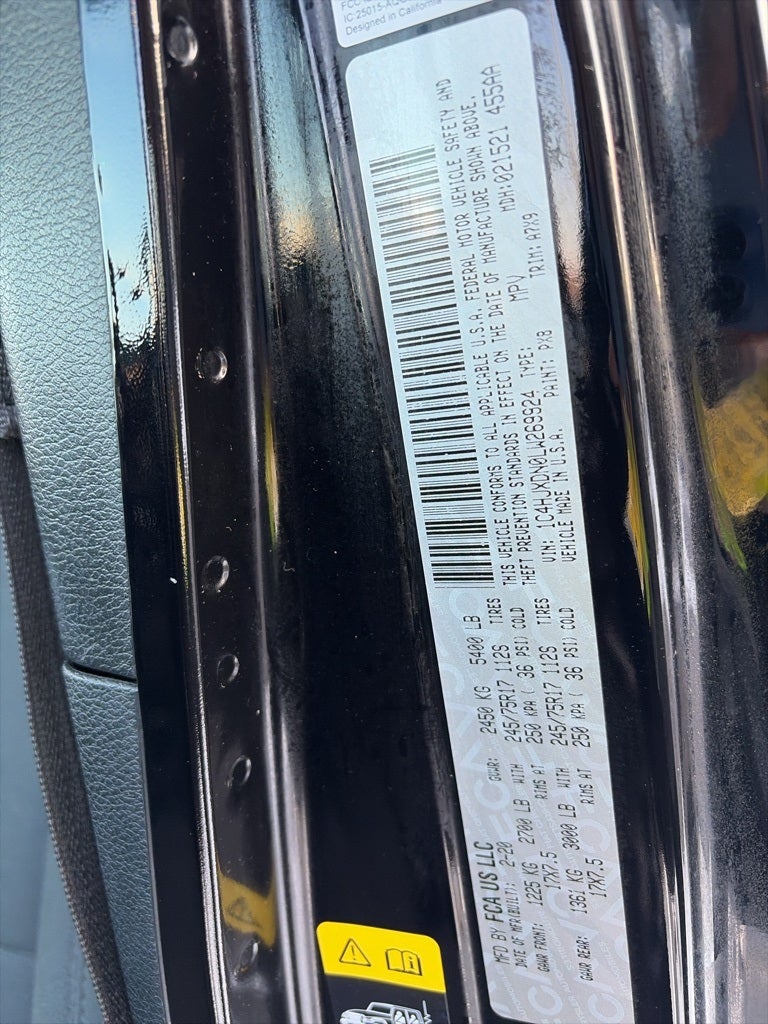 FCC
IC:25015-
Designed in California
MFD BY FCA US LLC
DATE OF MFR(BUILT): 2-20 GVWR: 2450 KG 5400 LB
GAWR FRONT: 1225 KG 2700 LB WITH 245/75R17 112S TIRES
17X7.5 RIMS AT 250 KPA ( 36 PSI) COLD
GAWR REAR: 1361 KG 3000 LB WITH 245/75R17 112S TIRES
17X7.5 RIMS AT 250 KPA ( 36 PSI) COLD
THIS VEHICLE CONFORMS TO ALL APPLICABLE U.S.A. FEDERAL MOTOR VEHICLE SAFETY AND
THEFT PREVENTION STANDARDS IN EFFECT ON THE DATE OF MANUFACTURE SHOWN ABOVE.
VIN: 1C4HJXDN0LW269924 TYPE: MPV MDH:021521 455AA
VEHICLE MADE IN U.S.A. PAINT: PX8 TRIM: A7X9